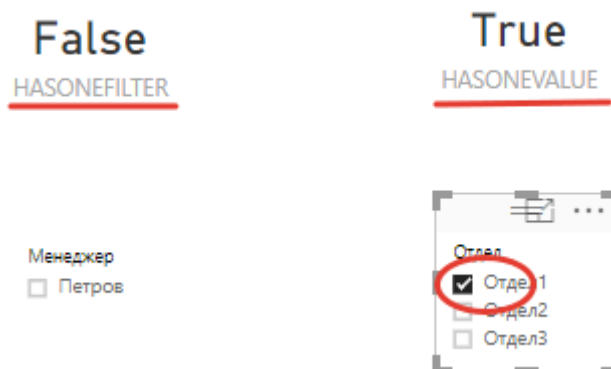 False
HASONEFILTER
True
HASONEVALUE
Менеджер
Петров
Отдел
Отдел1
Отдел2
Отдел3